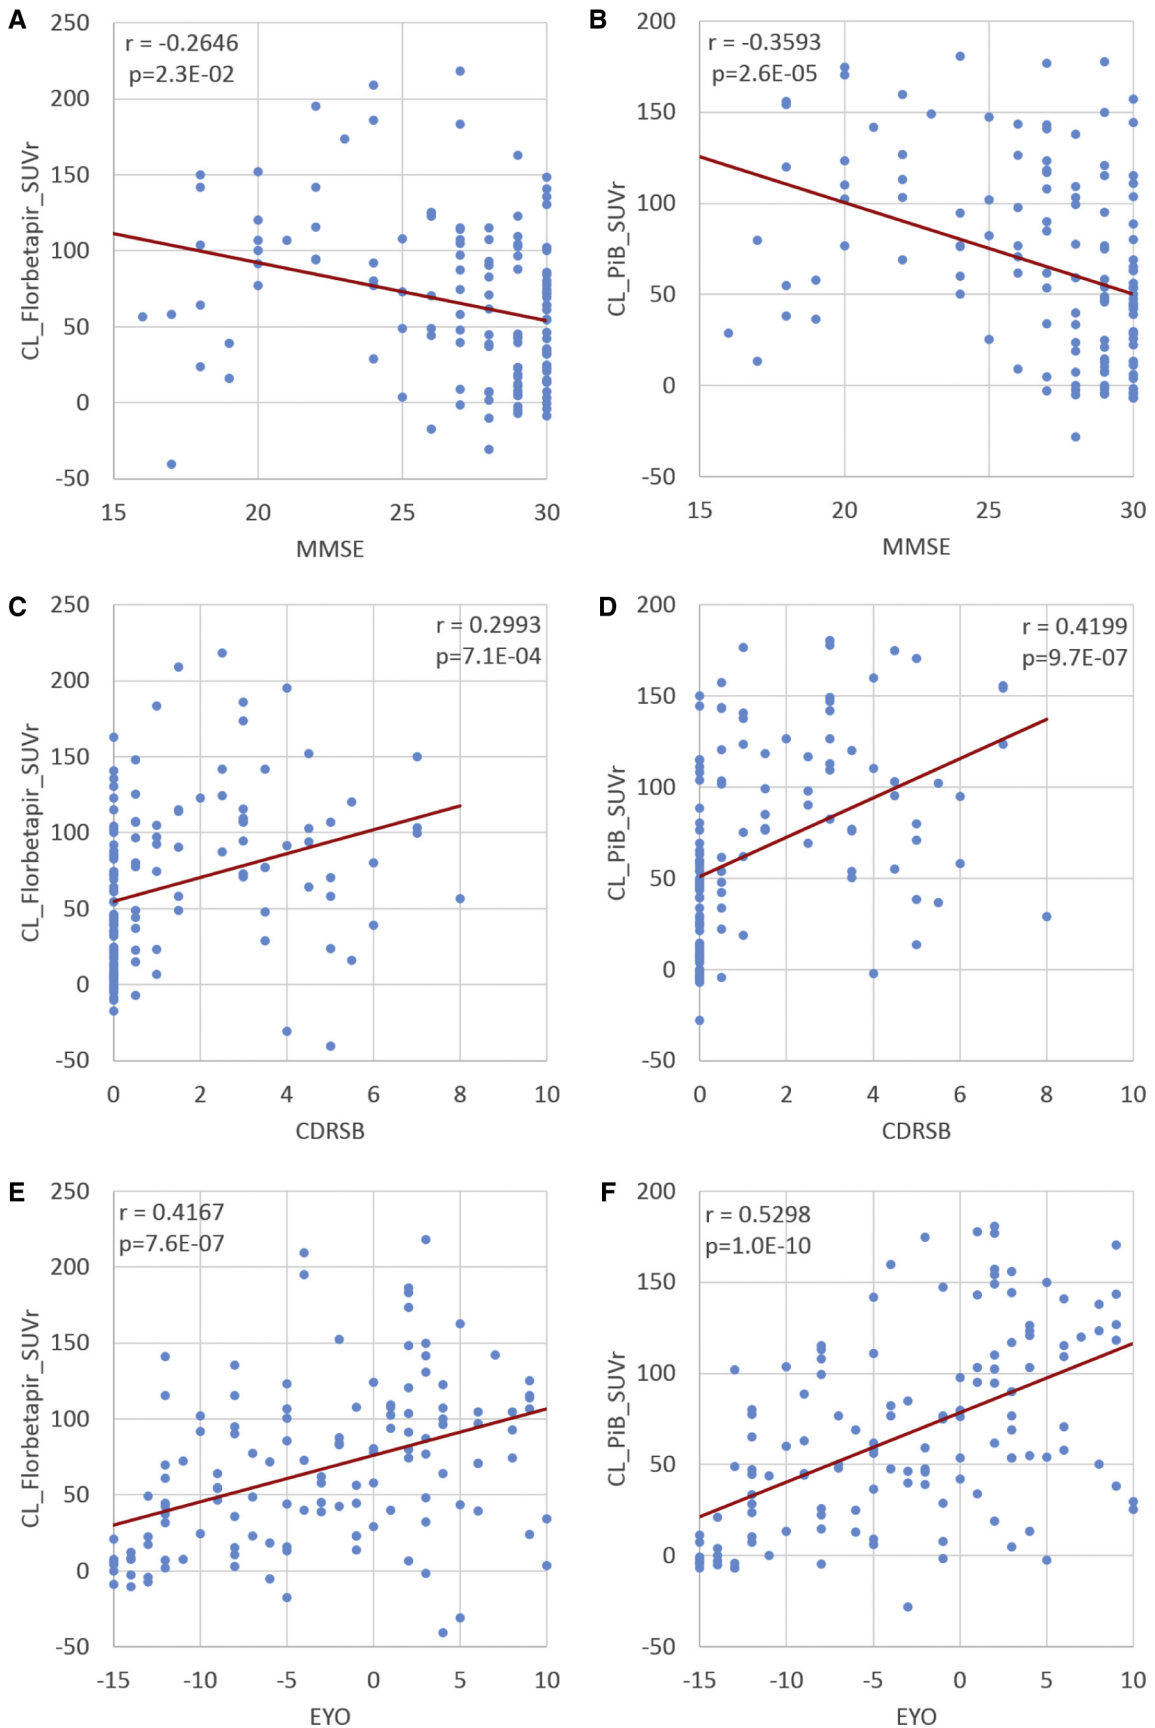 A
r = -0.2646
p=2.3E-02
CL_Florbetapir_SUVr
250
200
150
100
50
0
-50
15
20
25
30
MMSE
B
r = -0.3593
p=2.6E-05
CL_PiB_SUVr
200
150
100
50
0
-50
15
20
25
30
MMSE
C
r = 0.2993
p=7.1E-04
CL_Florbetapir_SUVr
250
200
150
100
50
0
-50
0
2
4
6
8
10
CDRSB
D
r = 0.4199
p=9.7E-07
CL_PiB_SUVr
200
150
100
50
0
-50
0
2
4
6
8
10
CDRSB
E
r = 0.4167
p=7.6E-07
CL_Florbetapir_SUVr
250
200
150
100
50
0
-50
-15
-10
-5
0
5
10
EYO
F
r = 0.5298
p=1.0E-10
CL_PiB_SUVr
200
150
100
50
0
-50
-15
-10
-5
0
5
10
EYO